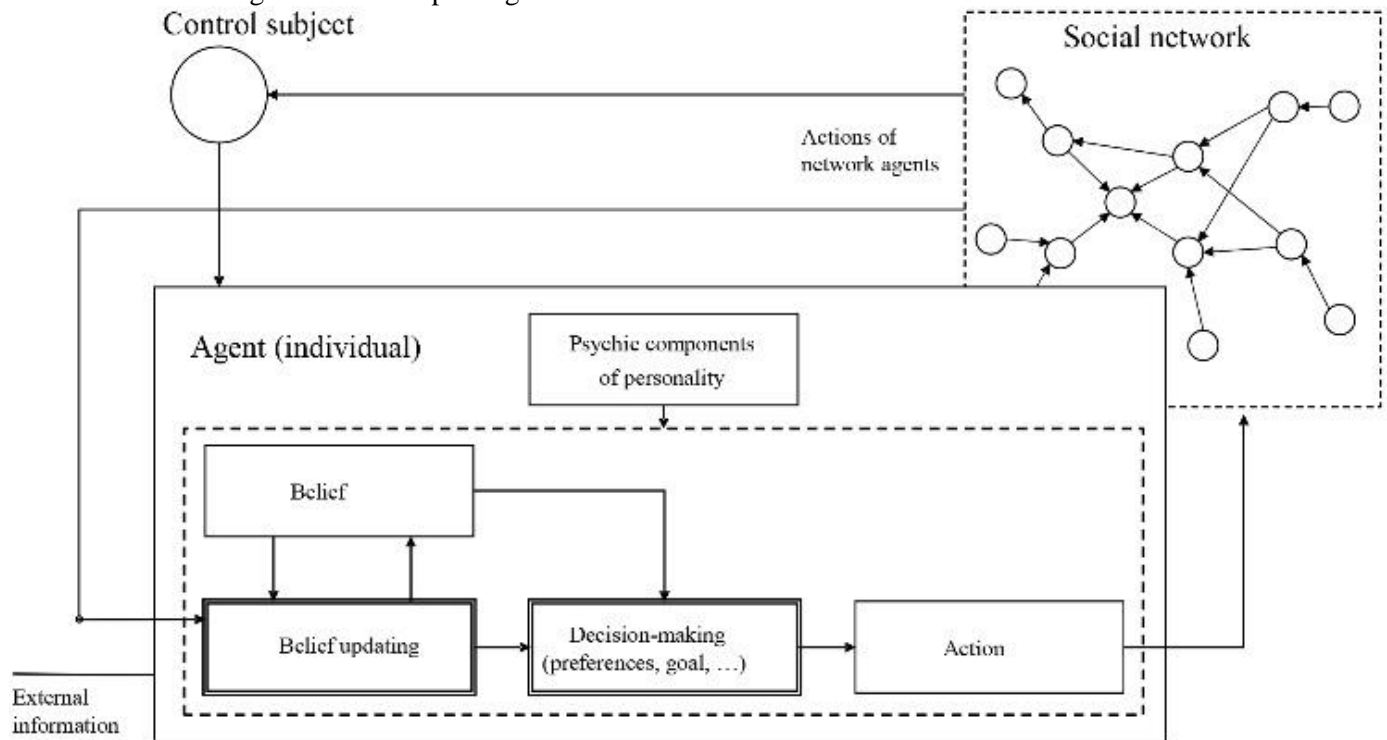 Control subject
Social network
Actions of
network agents
Agent (individual)
Psychic components
of personality
Belief
Belief updating
Decision-making
(preferences, goal, …)
Action
External
information